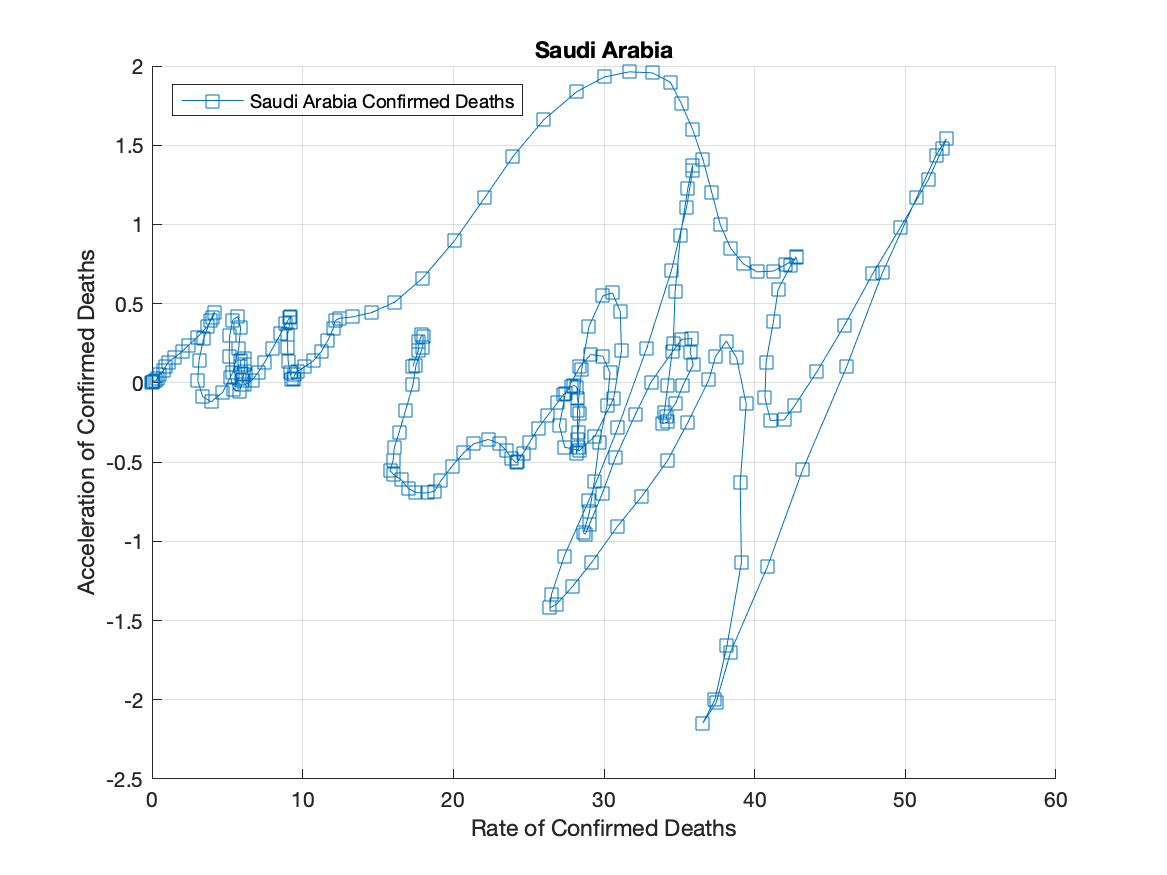 Saudi Arabia
2
Saudi Arabia Confirmed Deaths
1.5
1
0.5
0
-0.5
-1
-1.5
-2
-2.5
Acceleration of Confirmed Deaths
0 10 20 30 40 50 60
Rate of Confirmed Deaths